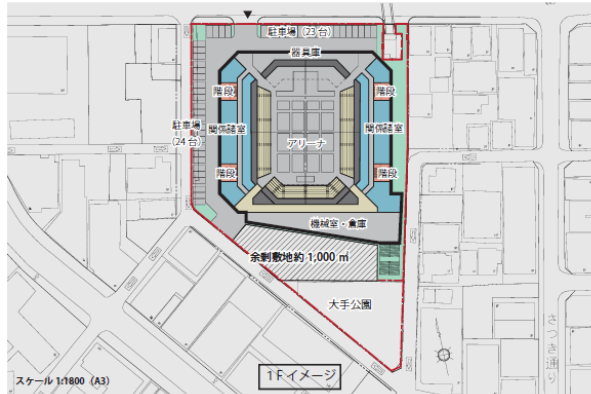 駐車場（23台）
器具庫
階段
階段
駐車場
（24台）
関係諸室
アリーナ
関係諸室
階段
階段
機械室・倉庫
余剰敷地約 1,000 ㎡
大手公園
さつき通り
スケール 1:1800（A3）
1Fイメージ